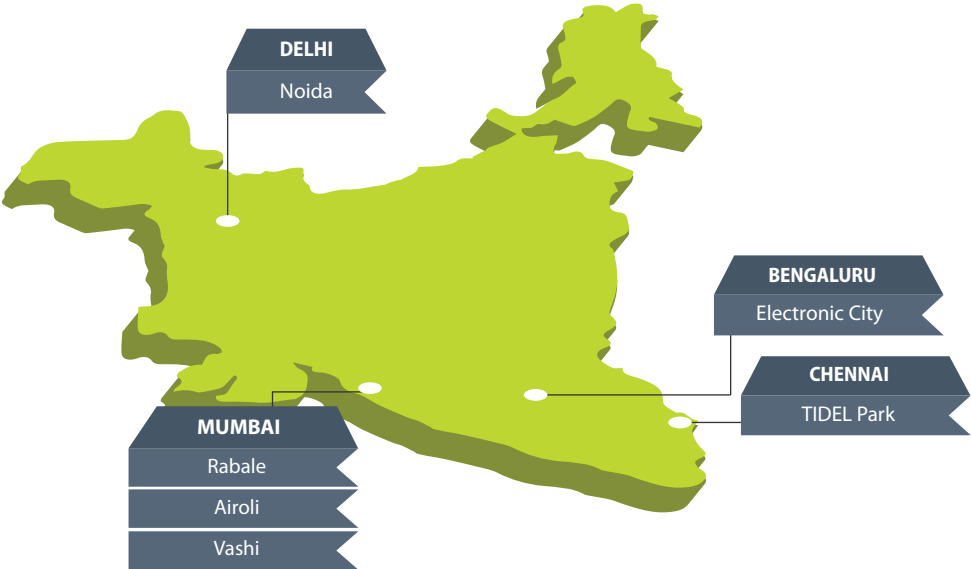 DELHI
Noida
BENGALURU
Electronic City
CHENNAI
TIDEL Park
MUMBAI
Rabale
Airoli
Vashi